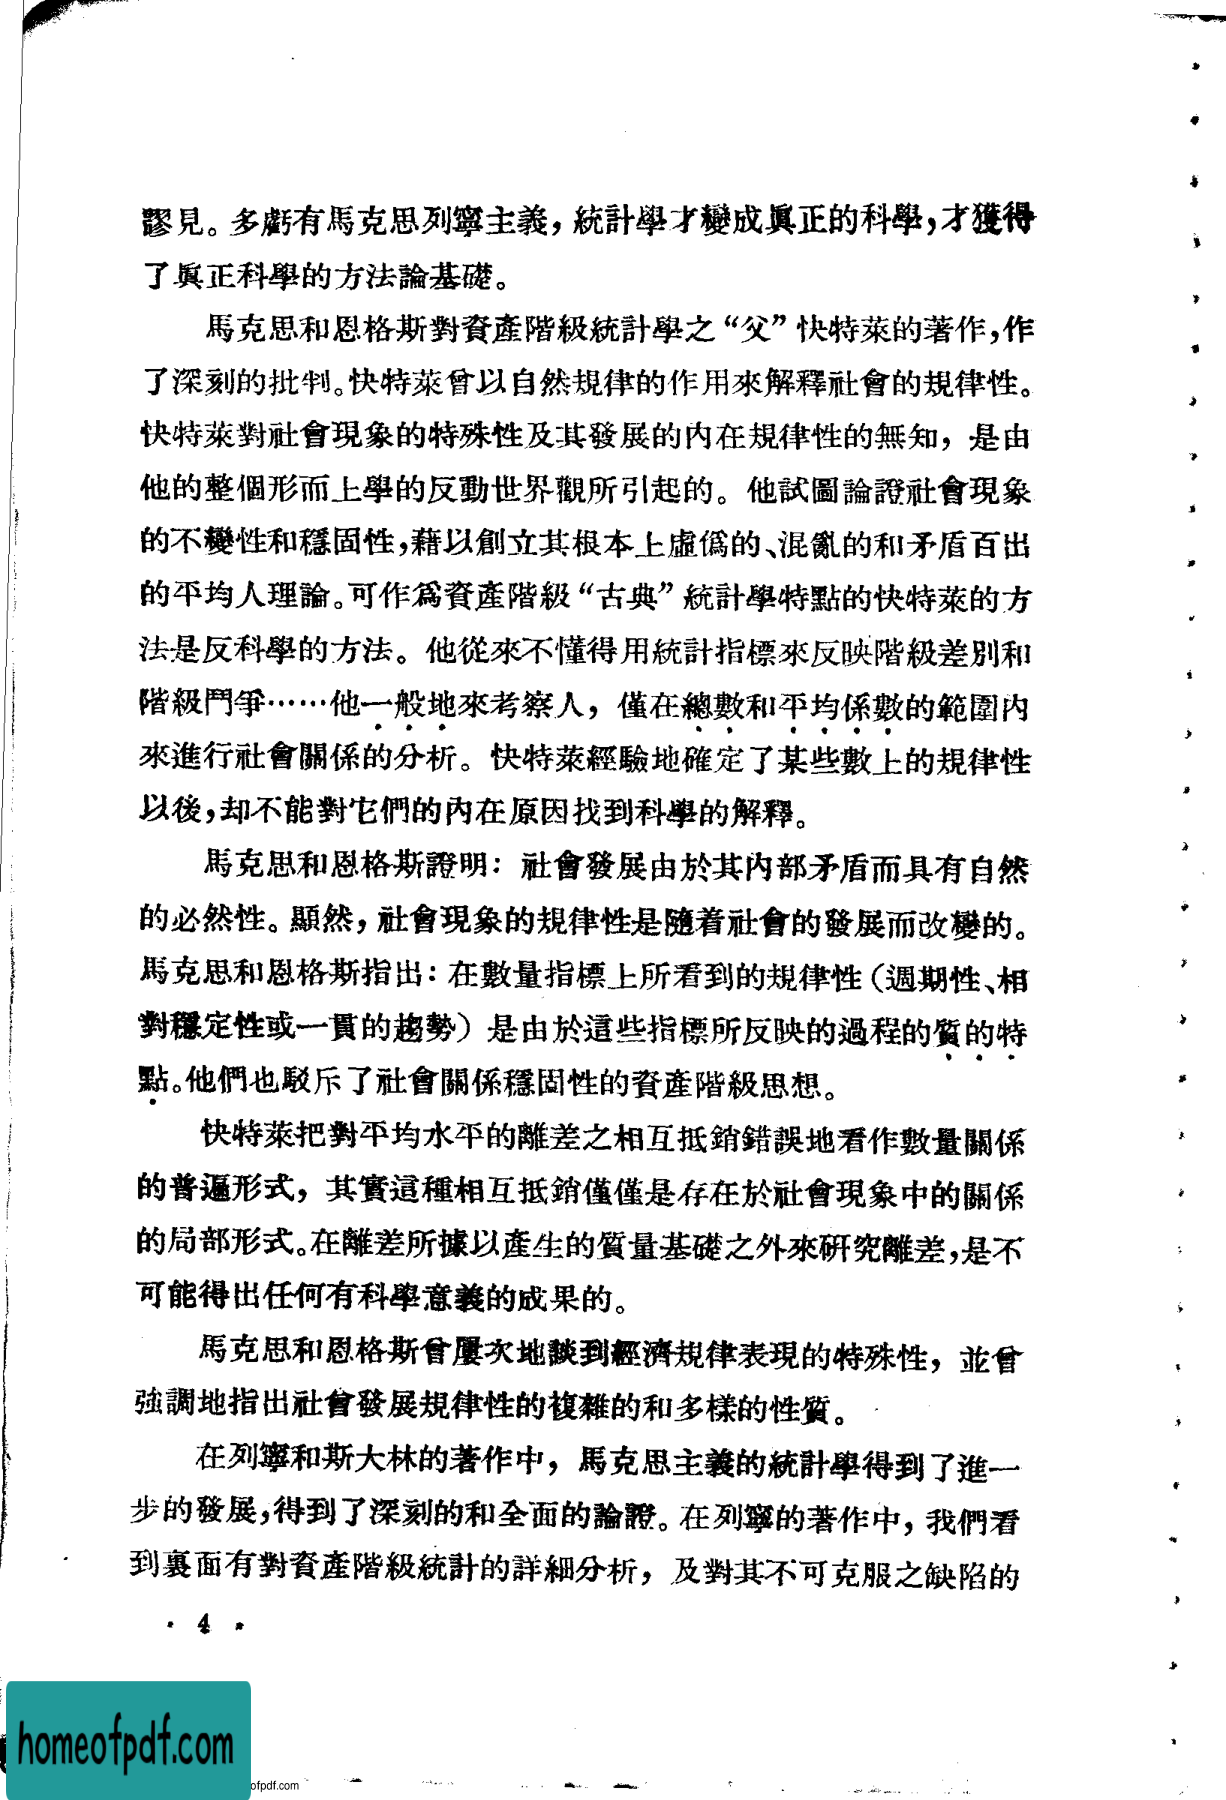 謬見。多虧有馬克思列寧主義，統計學才變成眞正的科學，才獲得
了眞正科學的方法論基礎。
馬克思和恩格斯對資產階級統計學之“父”快特萊的著作，作
了深刻的批判。快特萊曾以自然規律的作用來解釋社會的規律性。
快特萊對社會現象的特殊性及其發展的內在規律性的無知，是由
他的整個形而上學的反動世界觀所引起的。他試圖論證社會現象
的不變性和穩固性，藉以創立其根本上虛僞的、混亂的和矛盾百出
的平均人理論。可作爲資產階級“古典”統計學特點的快特萊的方
法是反科學的方法。他從來不懂得用統計指標來反映階級差別和
階級鬥爭……他一般地來考察人，僅在總數和平均係數的範圍內
來進行社會關係的分析。快特萊經驗地確定了某些數上的規律性
以後，却不能對它們的內在原因找到科學的解釋。
馬克思和恩格斯證明：社會發展由於其內部矛盾而具有自然
的必然性。顯然，社會現象的規律性是隨着社會的發展而改變的。
馬克思和恩格斯指出：在數量指標上所看到的規律性（週期性、相
對穩定性或一貫的趨勢）是由於這些指標所反映的過程的質的特
點。他們也駁斥了社會關係穩固性的資產階級思想。
快特萊把對平均水平的離差之相互抵銷錯誤地看作數量關係
的普遍形式，其實這種相互抵銷僅僅是存在於社會現象中的關係
的局部形式。在離差所據以產生的質量基礎之外來研究離差，是不
可能得出任何有科學意義的成果的。
馬克思和恩格斯曾屢次地談到經濟規律表現的特殊性，並曾
強調地指出社會發展規律性的複雜的和多樣的性質。
在列寧和斯大林的著作中，馬克思主義的統計學得到了進一
步的發展，得到了深刻的和全面的論證。在列寧的著作中，我們看
到裏面有對資產階級統計的詳細分析，及對其不可克服之缺陷的
· 4 ·
homeofpdf.com
ofpdf.com